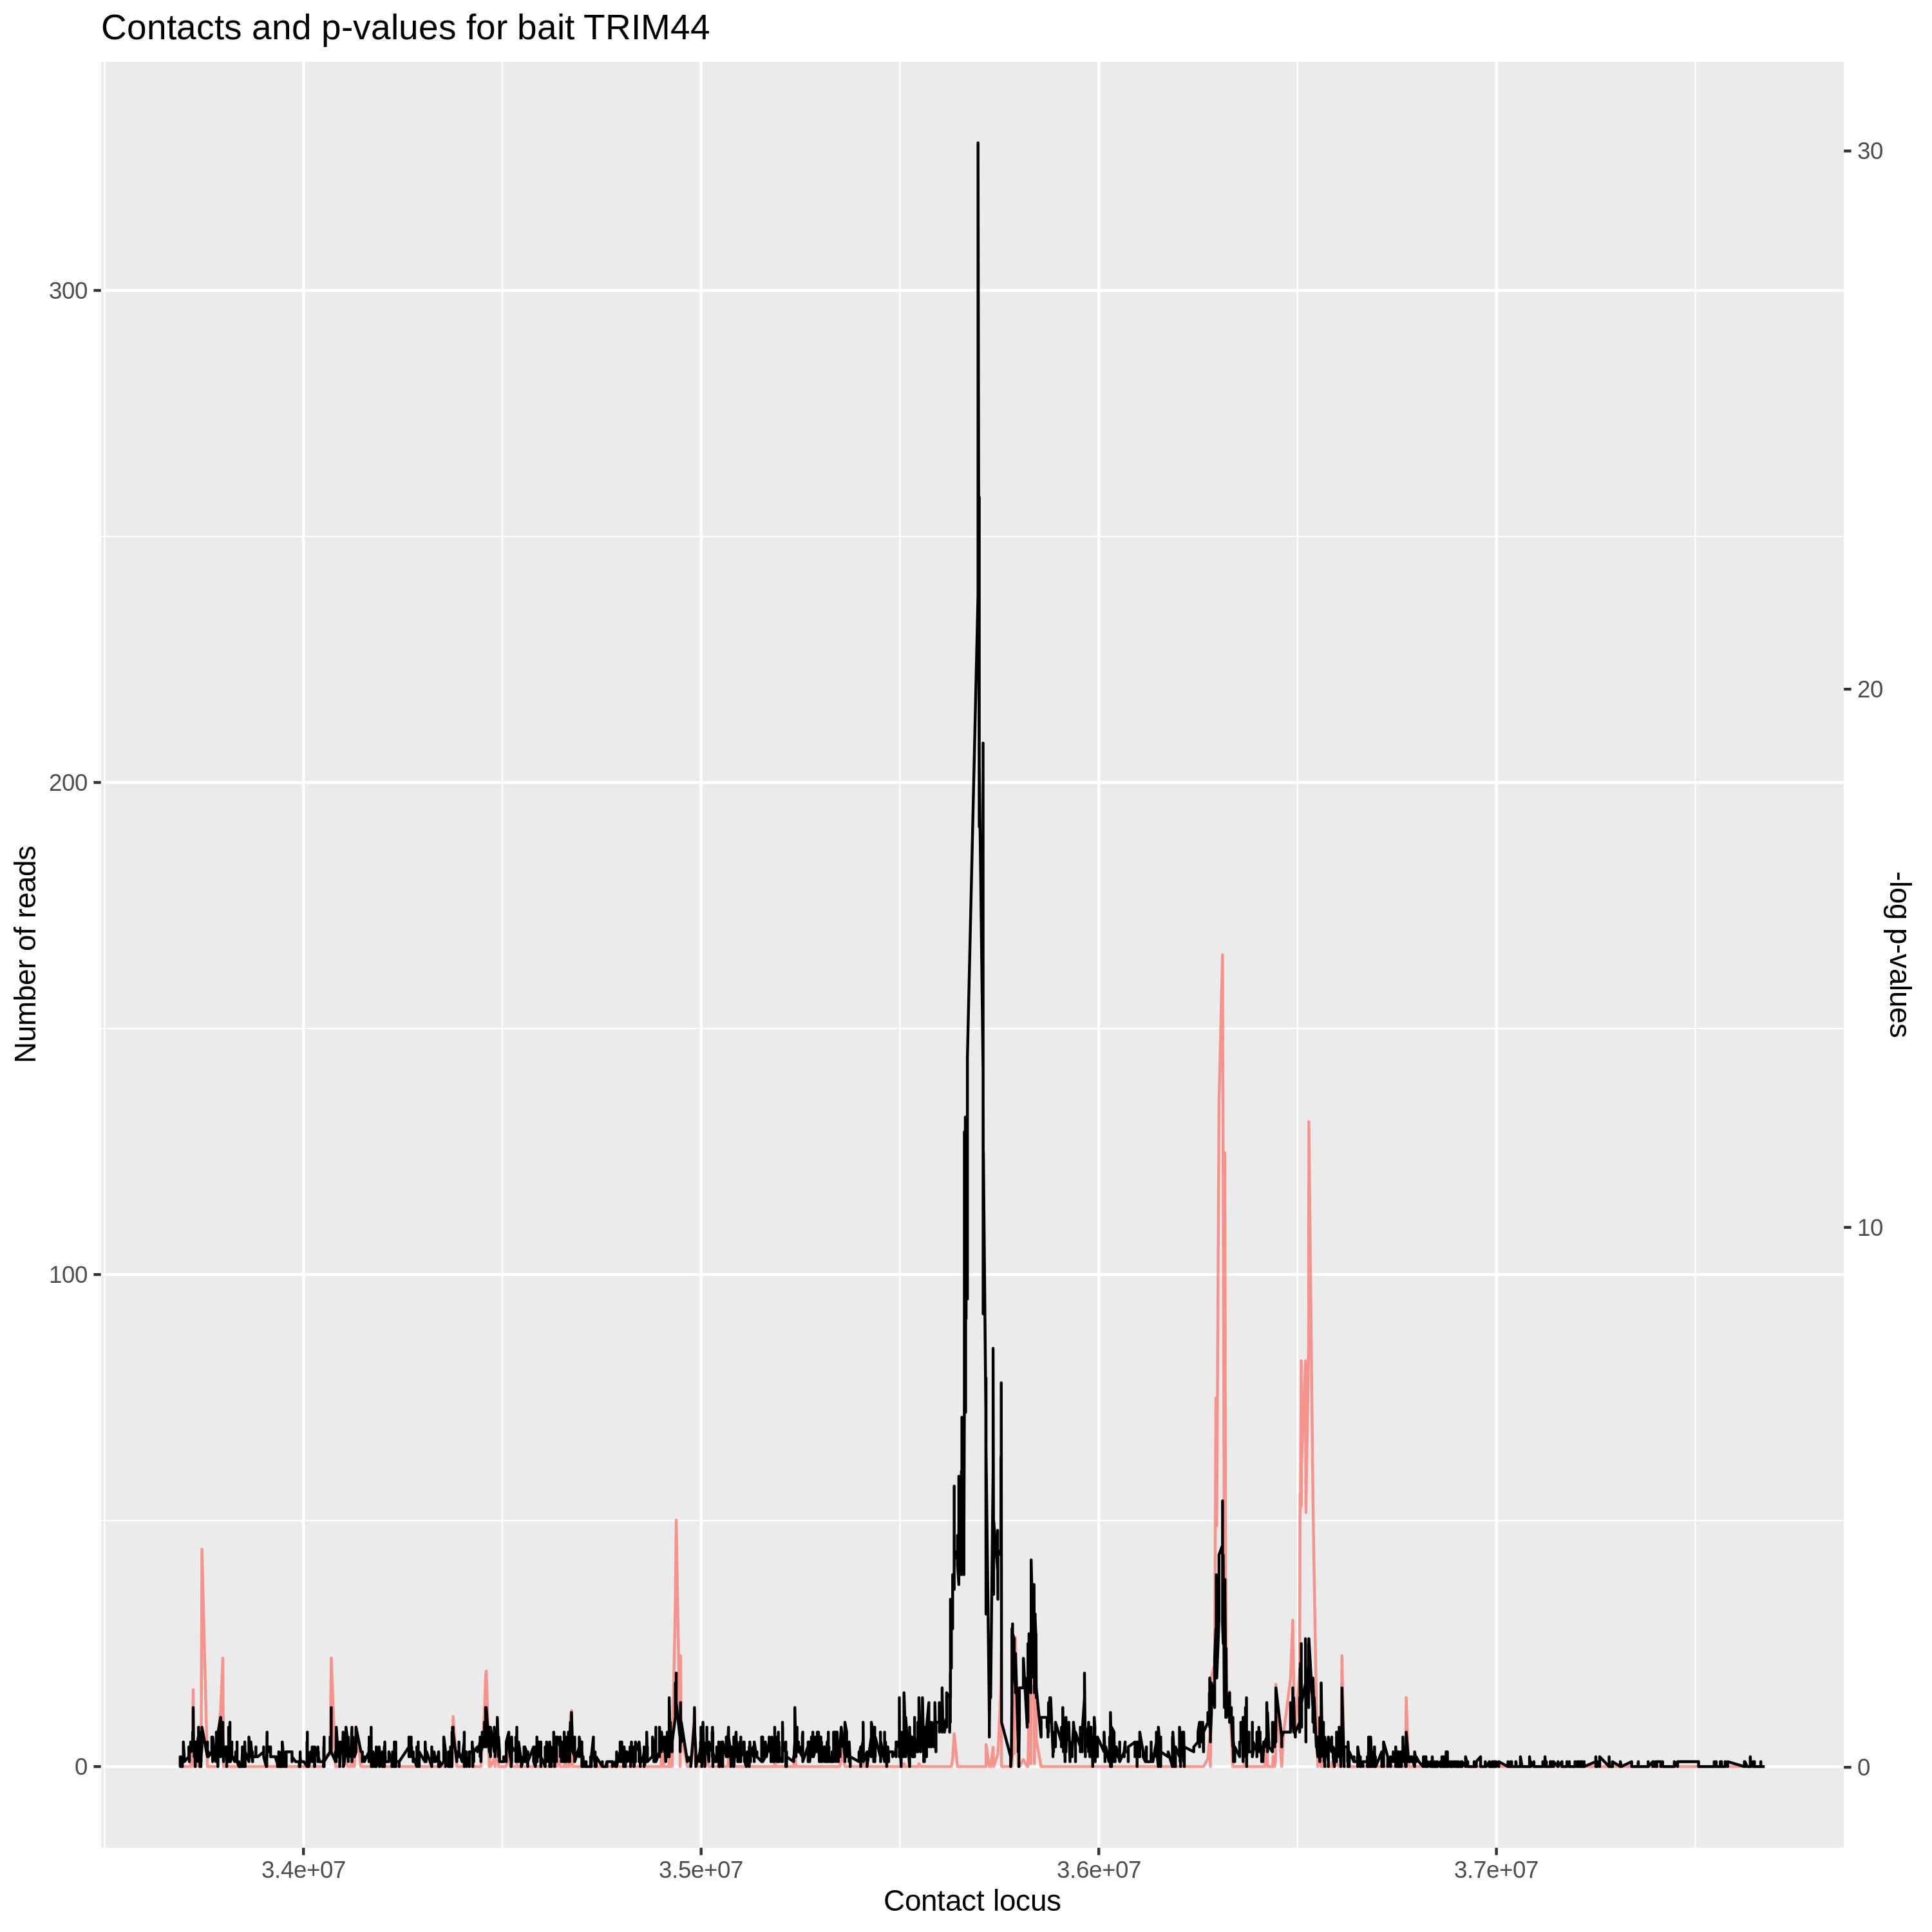 Contacts and p-values for bait TRIM44
Number of reads
300
200
100
0
30
20
10
0
-log p-values
3.4e+07
3.5e+07
3.6e+07
3.7e+07
Contact locus